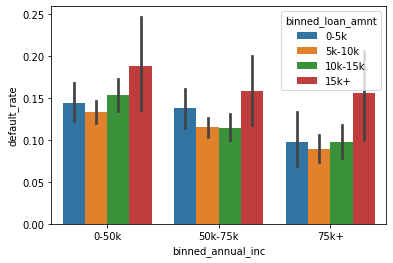 0.25
0.20
0.15
0.10
0.05
0.00
default_rate
binned_loan_amnt
0-5k
5k-10k
10k-15k
15k+
0-50k
50k-75k
75k+
binned_annual_inc